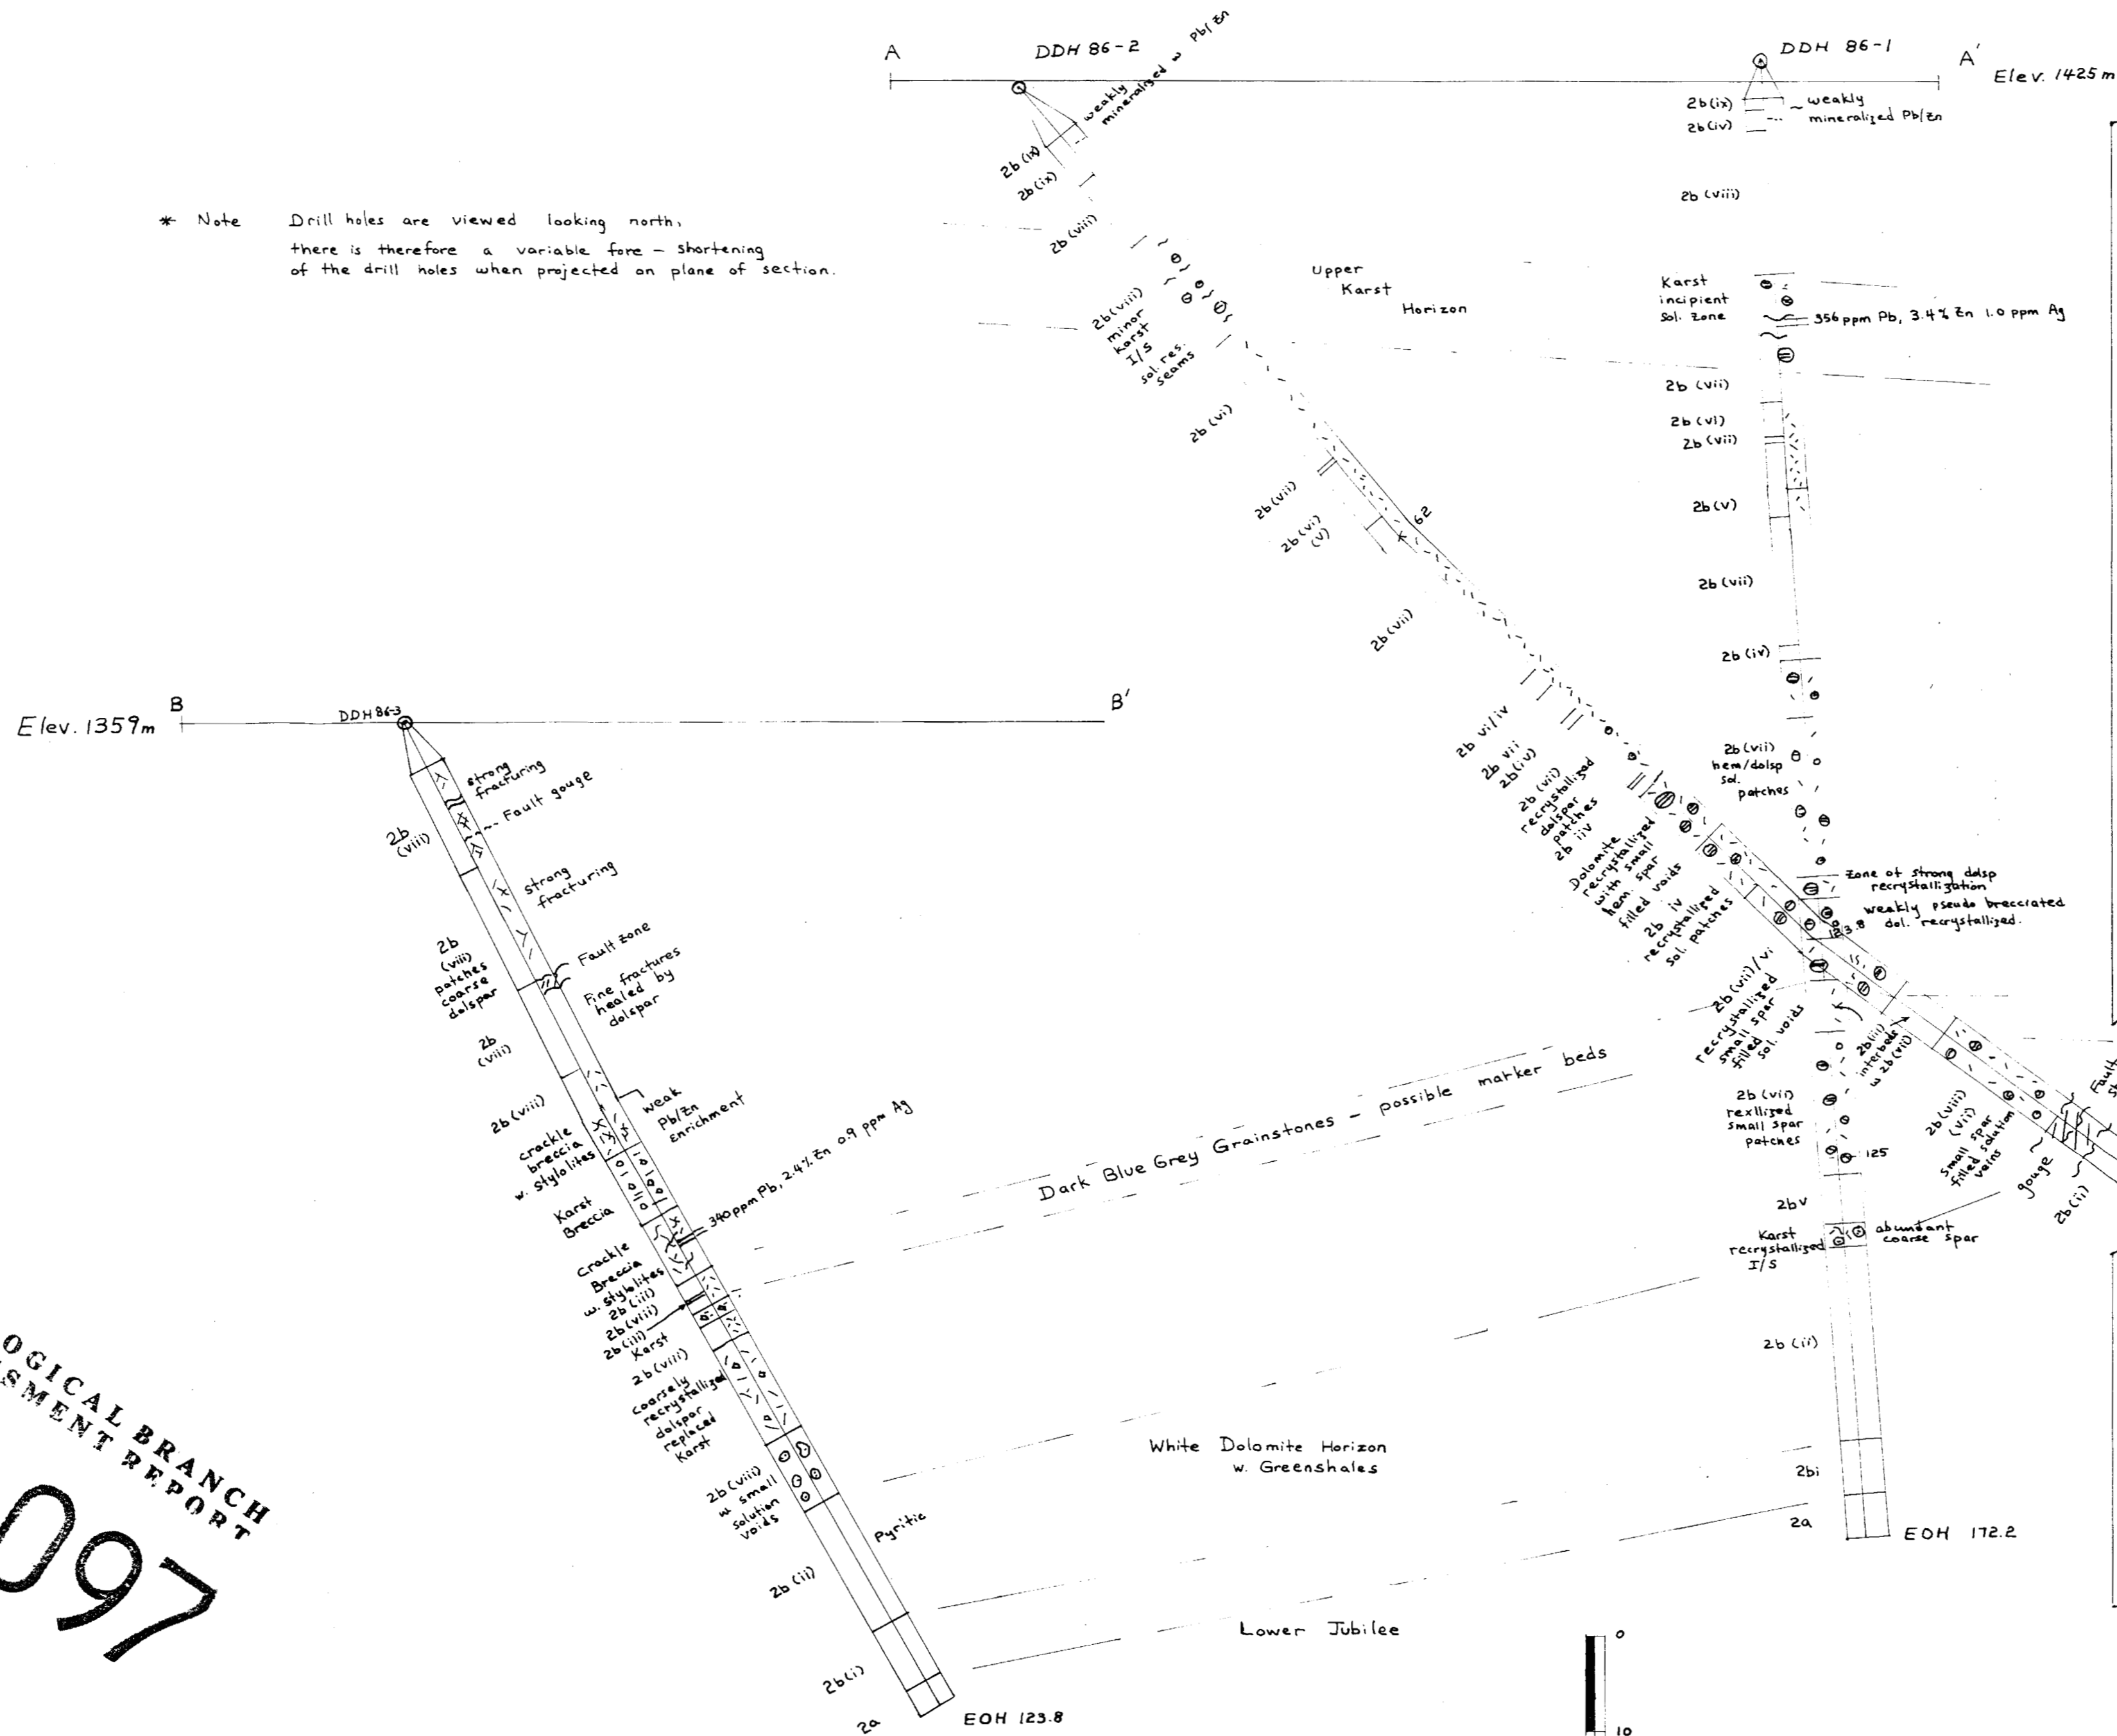 A
DDH 86-2
weakly
mineralized w Pb/Zn
DDH 86-1
A'
Elev. 1425 m
2b (ix)
2b (ix)
2b (viii)
2b (viii)
minor
Karst
I/S
sol. res.
seams
2b (vi)
2b (vii)
2b (vi)
(v)
62
2b (vii)
2b vi/iv
2b vii
2b (iv)
2b (vii)
recrystallized
dolspar
patches
2b iiv
Dolomite
recrystallized
with small
hem. spar
filled voids
2b iv
recrystallized
sol. patches
2b (vii) / vi
recrystallized
small spar
filled
sol. voids
2b (iii)
interbeds
w 2b (vii)
2b (viii)
(vii)
small spar
filled solution
veins
gouge
2b (ii)
Fault
* Note Drill holes are viewed looking north,
there is therefore a variable fore - shortening
of the drill holes when projected on plane of section.
Upper
Karst
Horizon
2b (ix)
2b (iv)
weakly
mineralized Pb/Zn
2b (viii)
Karst
incipient
sol. zone
356 ppm Pb, 3.4% Zn 1.0 ppm Ag
2b (vii)
2b (vi)
2b (vii)
2b (v)
2b (vii)
2b (iv)
2b (vii)
hem/dolsp
sol.
patches
zone of strong dolsp
recrystallization
weakly pseudo brecciated
dol. recrystallized.
123.8
2b (vii)
rexllized
small spar
patches
125
2b v
Karst
recrystallized
I/S
abundant
coarse spar
2b (ii)
2bi
2a
EOH 172.2
Elev. 1359m
B
DDH 86-3
B'
strong
fracturing
Fault gouge
2b
(viii)
strong
fracturing
2b
(viii)
patches
coarse
dolspar
Fault zone
Fine fractures
healed by
dolspar
2b
(viii)
2b (viii)
weak
Pb/Zn
Enrichment
crackle
breccia
w. stylolites
Karst
Breccia
340 ppm Pb, 2.4% Zn 0.9 ppm Ag
Crackle
Breccia
w. stylolites
2b (iii)
2b (viii)
2b (iii)
Karst
2b (viii)
coarsely
recrystallized
dolspar
replaced
Karst
2b (viii)
w. small
solution
voids
Pyritic
2b (ii)
2b (i)
2a
EOH 123.8
Dark Blue Grey Grainstones - possible marker beds
White Dolomite Horizon
w. Greenshales
Lower Jubilee
0
10
OGICAL BRANCH
SMENT REPORT
097